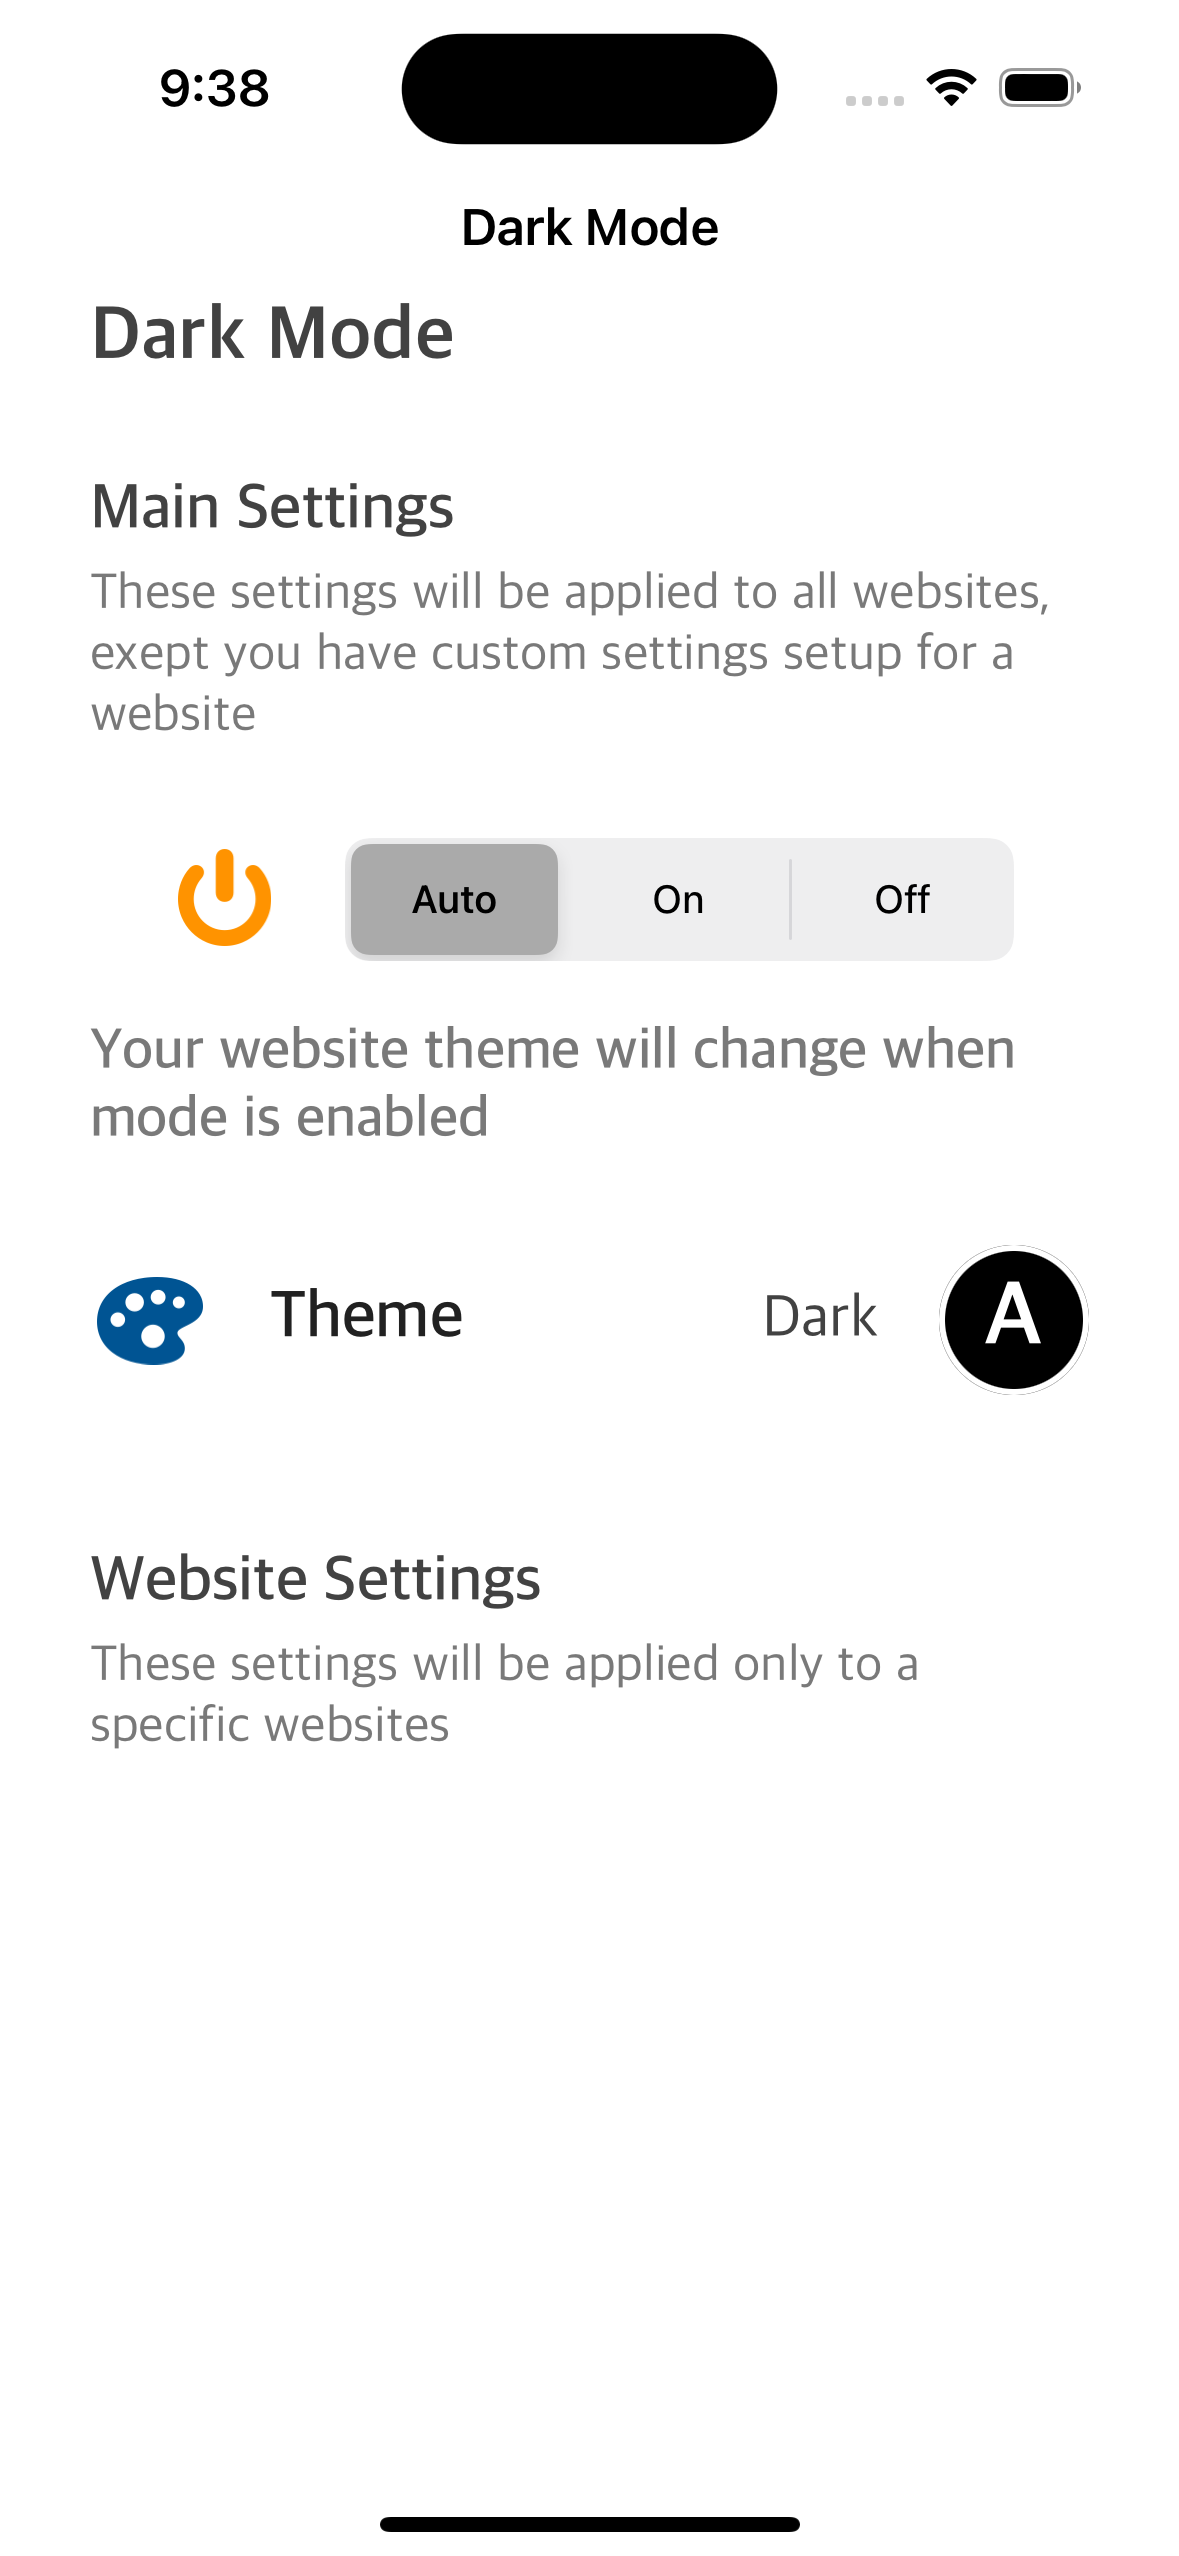 9:38
Dark Mode
Dark Mode
Main Settings
These settings will be applied to all websites,
exept you have custom settings setup for a
website
Auto On Off
Your website theme will change when
mode is enabled
Theme Dark A
Website Settings
These settings will be applied only to a
specific websites